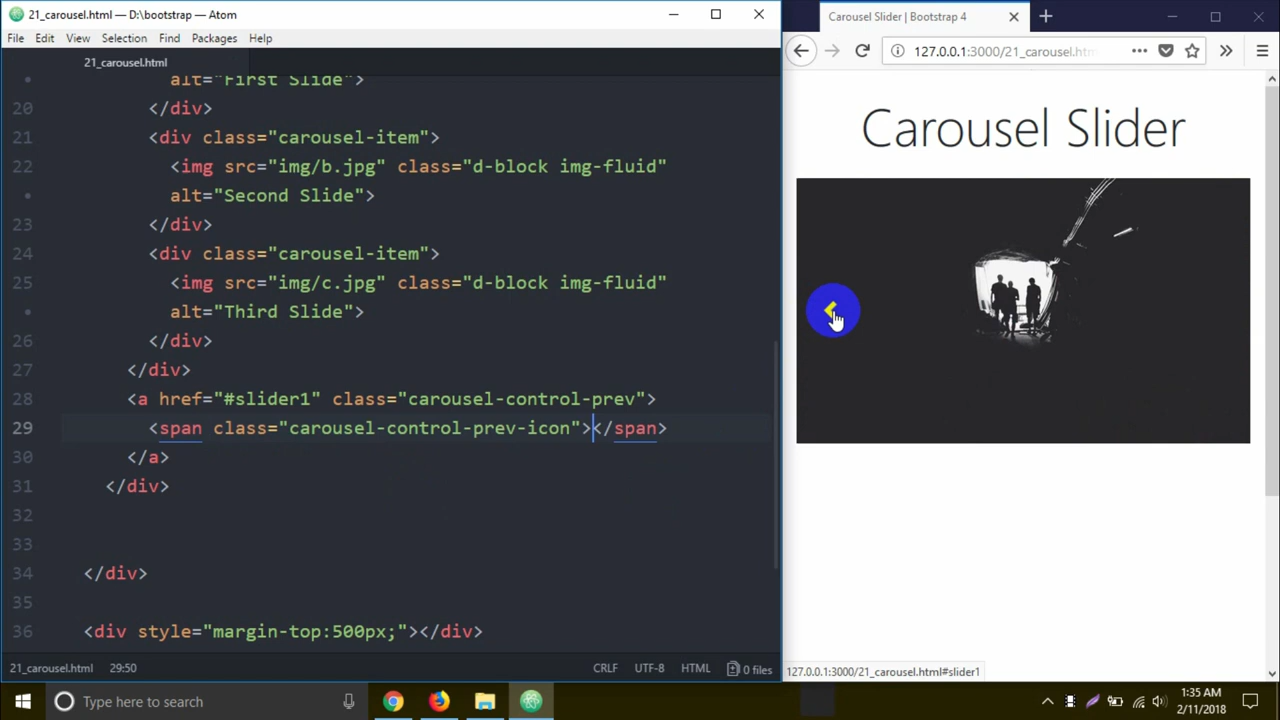 21_carousel.html — D:\bootstrap — Atom
File Edit View Selection Find Packages Help
21_carousel.html
• alt="First Slide">
20 </div>
21 <div class="carousel-item">
22 <img src="img/b.jpg" class="d-block img-fluid"
• alt="Second Slide">
23 </div>
24 <div class="carousel-item">
25 <img src="img/c.jpg" class="d-block img-fluid"
• alt="Third Slide">
26 </div>
27 </div>
28 <a href="#slider1" class="carousel-control-prev">
29 <span class="carousel-control-prev-icon"></span>
30 </a>
31 </div>
32
33
34 </div>
35
36 <div style="margin-top:500px;"></div>
21_carousel.html 29:50 CRLF UTF-8 HTML 0 files
Carousel Slider | Bootstrap 4
127.0.0.1:3000/21_carousel.htm
Carousel Slider
127.0.0.1:3000/21_carousel.html#slider1
Type here to search
1:35 AM
2/11/2018